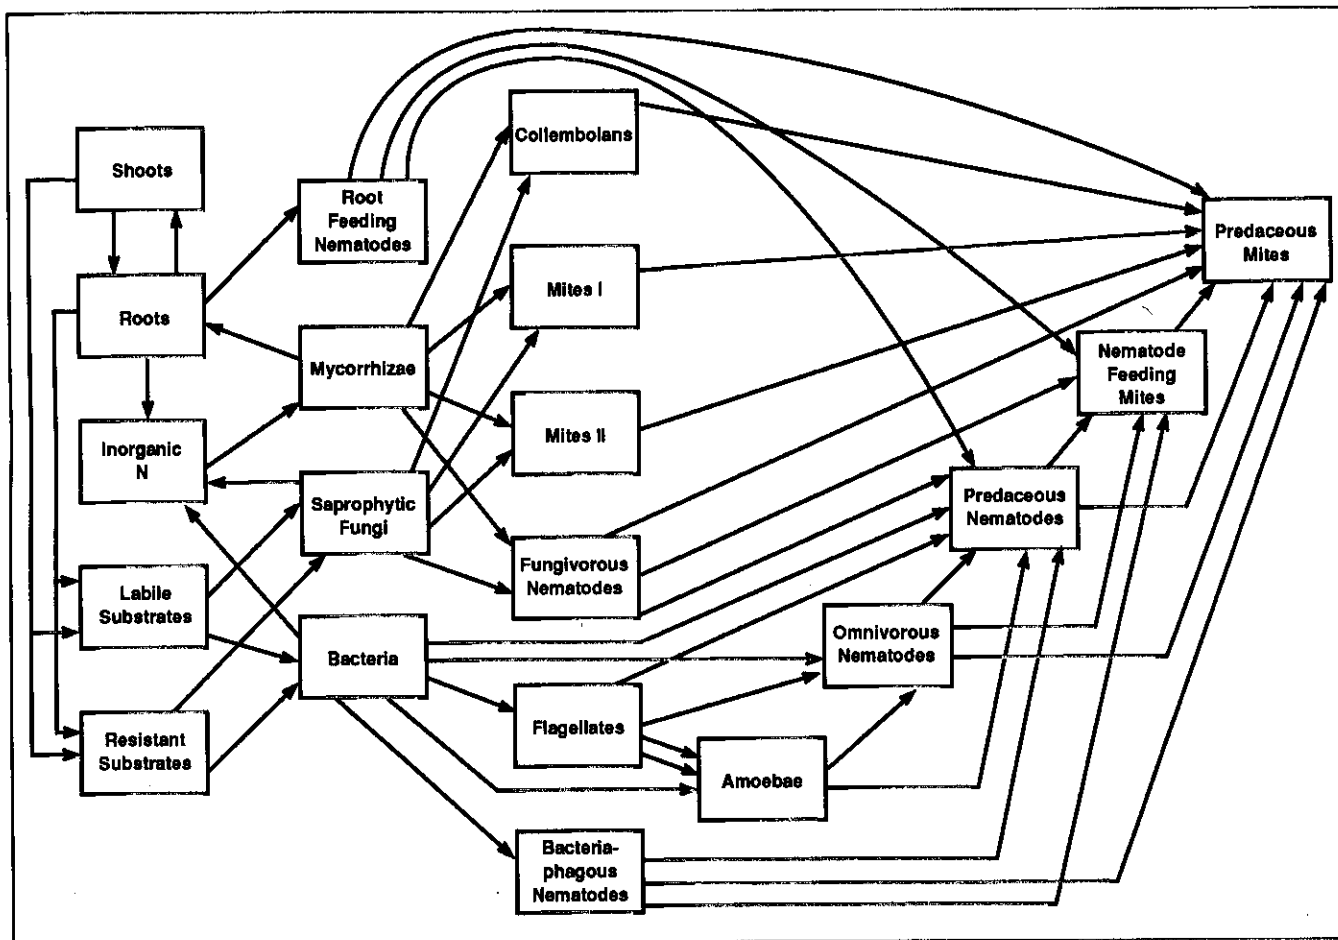 Shoots
Roots
Inorganic
N
Labile
Substrates
Resistant
Substrates
Root
Feeding
Nematodes
Mycorrhizae
Saprophytic
Fungi
Bacteria
Collembolans
Mites I
Mites II
Fungivorous
Nematodes
Flagellates
Bacteria-
phagous
Nematodes
Amoebae
Omnivorous
Nematodes
Predaceous
Nematodes
Nematode
Feeding
Mites
Predaceous
Mites